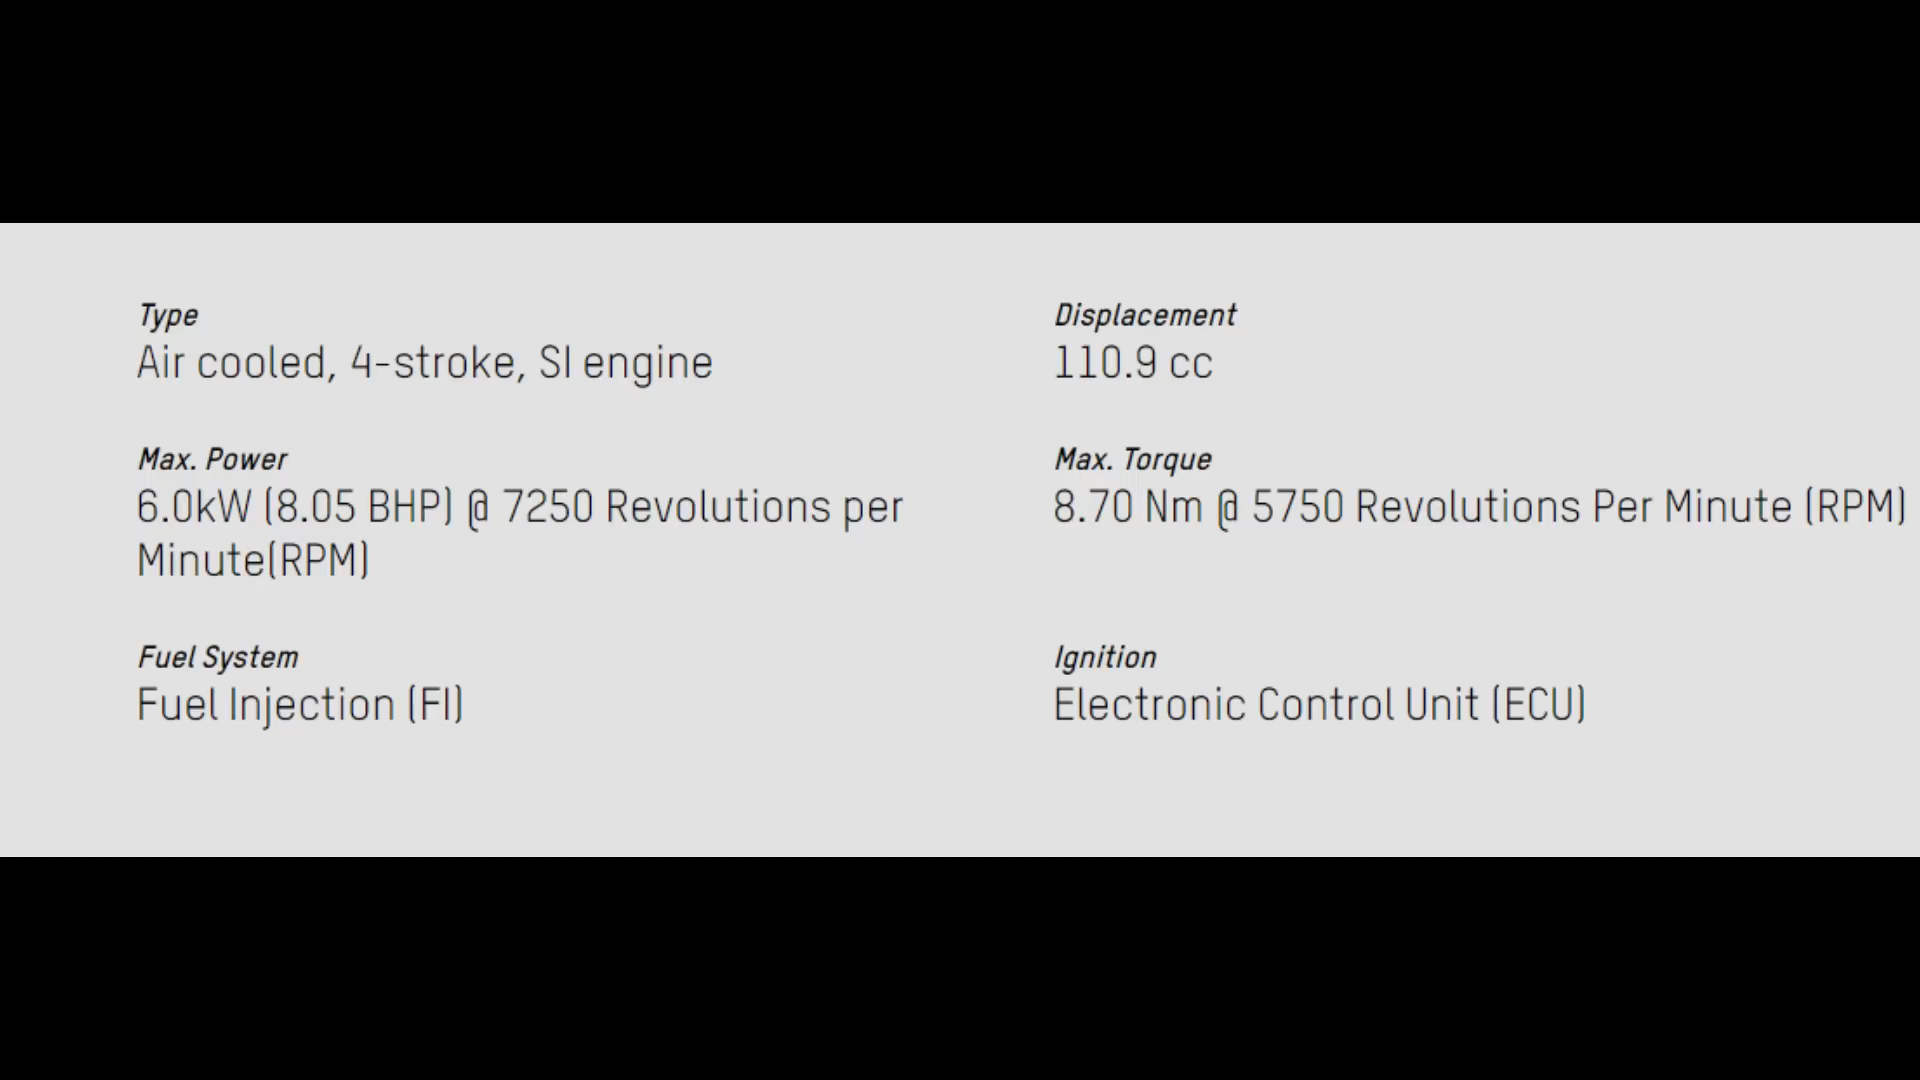 Type
Air cooled, 4-stroke, SI engine
Displacement
110.9 cc
Max. Power
6.0kW (8.05 BHP) @ 7250 Revolutions per
Minute(RPM)
Max. Torque
8.70 Nm @ 5750 Revolutions Per Minute (RPM)
Fuel System
Fuel Injection (FI)
Ignition
Electronic Control Unit (ECU)